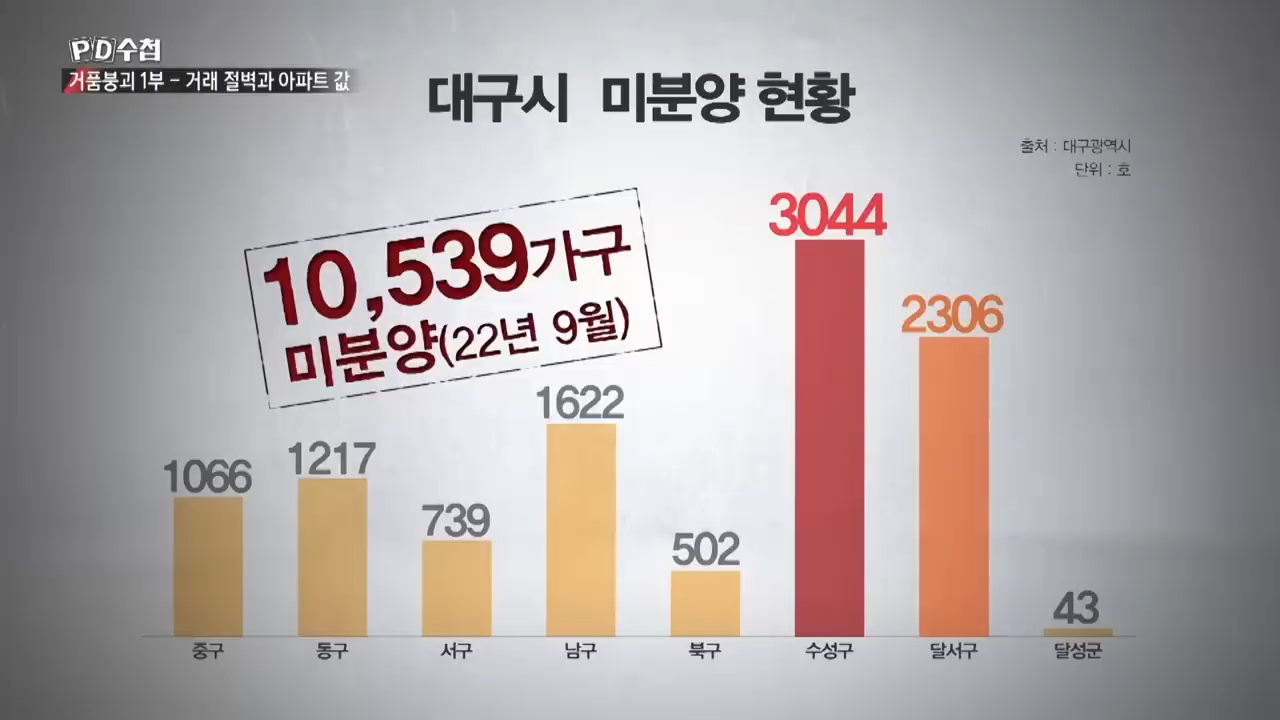 PD수첩
거품붕괴 1부 - 거래 절벽과 아파트 값
대구시 미분양 현황
출처 : 대구광역시
단위 : 호
10,539가구
미분양(22년 9월)
3044
2306
1622
1217
1066
739
502
43
중구 동구 서구 남구 북구 수성구 달서구 달성군